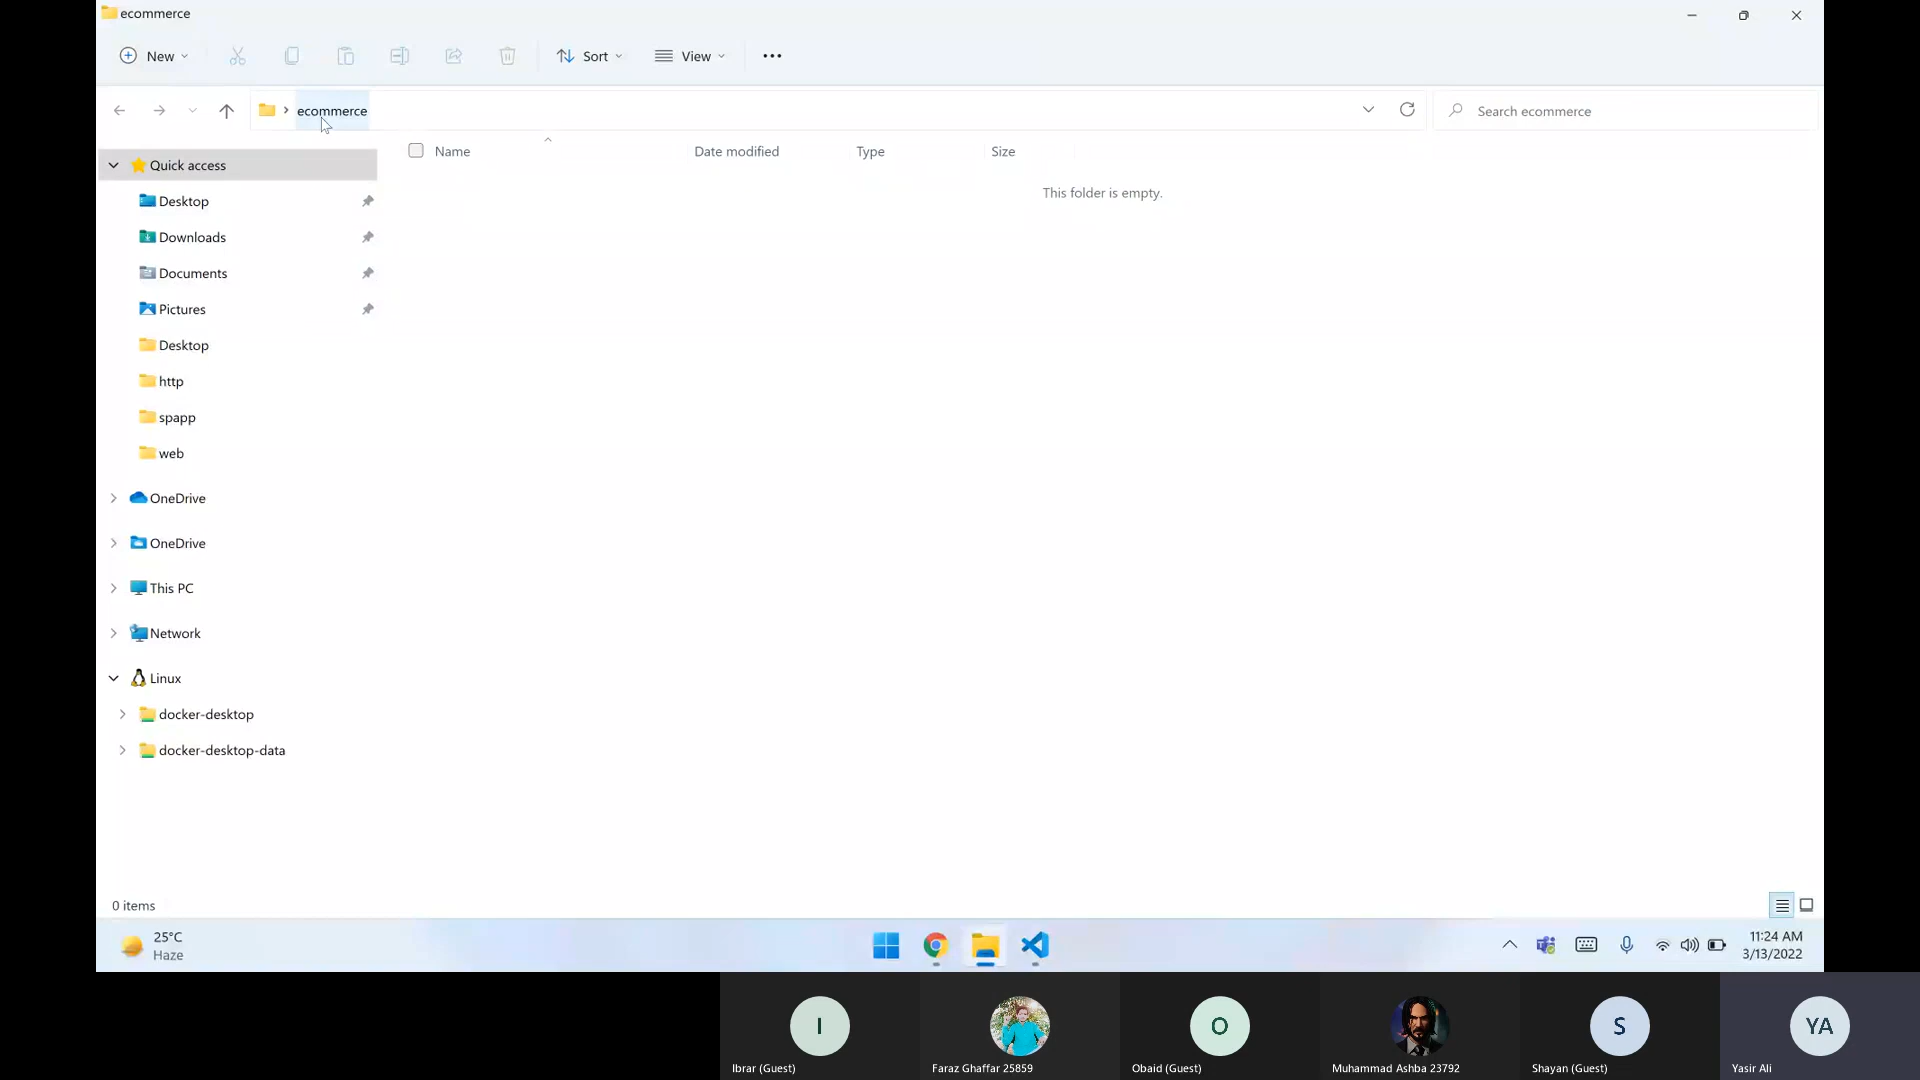 ecommerce
New
Sort
View
ecommerce
Search ecommerce
Name
Date modified
Type
Size
This folder is empty.
Quick access
Desktop
Downloads
Documents
Pictures
Desktop
http
spapp
web
OneDrive
OneDrive
This PC
Network
Linux
docker-desktop
docker-desktop-data
0 items
25°C
Haze
11:24 AM
3/13/2022
I
O
S
YA
Ibrar (Guest)
Faraz Ghaffar 25859
Obaid (Guest)
Muhammad Ashba 23792
Shayan (Guest)
Yasir Ali